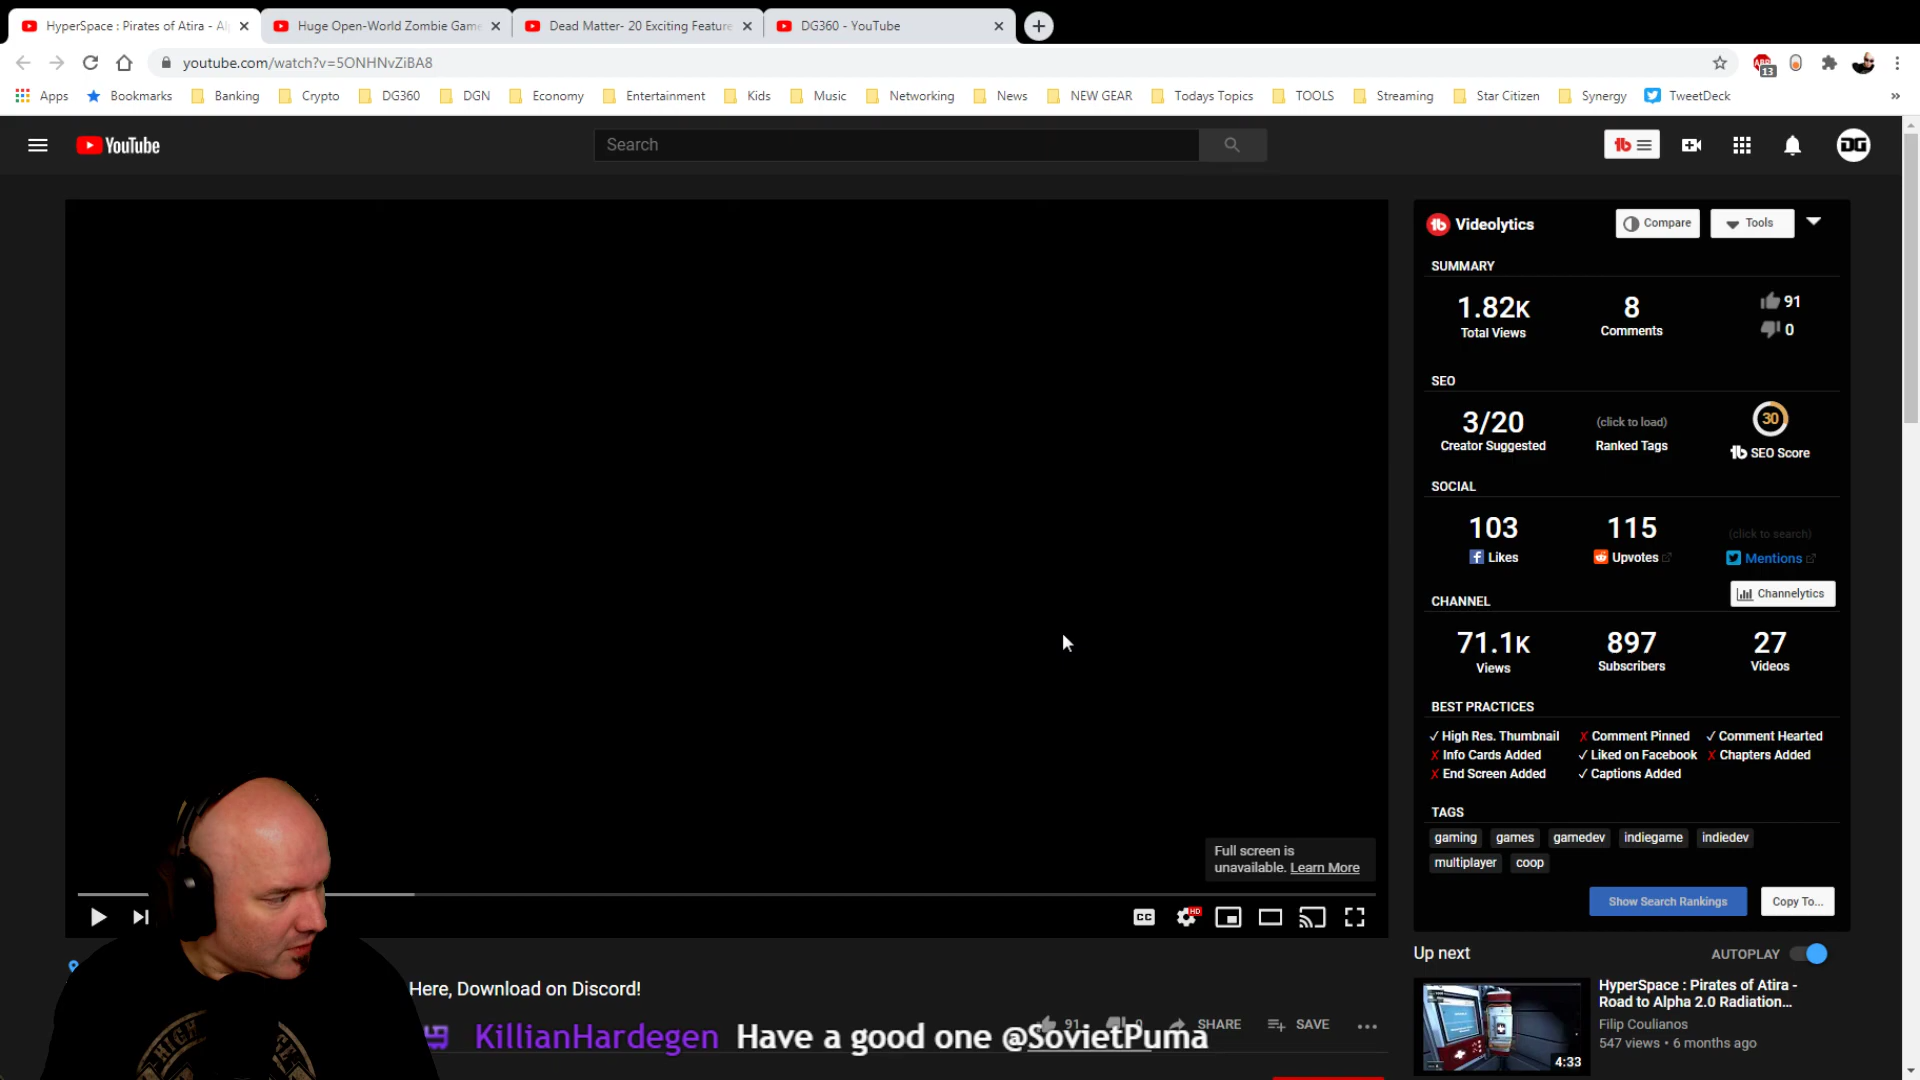 HyperSpace : Pirates of Atira - Al
Huge Open-World Zombie Game
Dead Matter- 20 Exciting Feature
DG360 - YouTube
youtube.com/watch?v=5ONHNvZiBA8
ABP
13
Apps
Bookmarks
Banking
Crypto
DG360
DGN
Economy
Entertainment
Kids
Music
Networking
News
NEW GEAR
Todays Topics
TOOLS
Streaming
Star Citizen
Synergy
TweetDeck
»
YouTube
Search
DG
Videolytics
Compare
Tools
SUMMARY
1.82K
Total Views
8
Comments
91
0
SEO
3/20
Creator Suggested
(click to load)
Ranked Tags
30
SEO Score
SOCIAL
103
Likes
115
Upvotes
(click to search)
Mentions
CHANNEL
Channelytics
71.1K
Views
897
Subscribers
27
Videos
BEST PRACTICES
✓ High Res. Thumbnail
✗ Comment Pinned
✓ Comment Hearted
✗ Info Cards Added
✓ Liked on Facebook
✗ Chapters Added
✗ End Screen Added
✓ Captions Added
TAGS
gaming
games
gamedev
indiegame
indiedev
multiplayer
coop
Show Search Rankings
Copy To...
Full screen is
unavailable. Learn More
CC
HD
Here, Download on Discord!
91
0
SHARE
SAVE
KillianHardegen Have a good one @SovietPuma
Up next
AUTOPLAY
HyperSpace : Pirates of Atira -
Road to Alpha 2.0 Radiation...
Filip Coulianos
547 views • 6 months ago
4:33